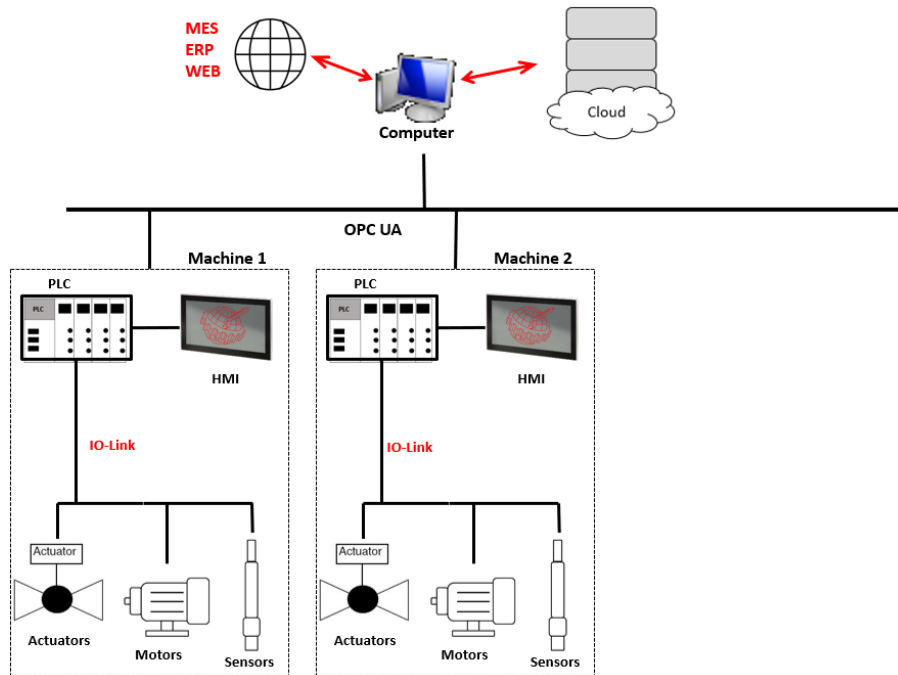 MES
ERP
WEB
Cloud
Computer
OPC UA
Machine 1
PLC
PLC
HMI
IO-Link
Actuator
Actuators
Motors
Sensors
Machine 2
PLC
PLC
HMI
IO-Link
Actuator
Actuators
Motors
Sensors